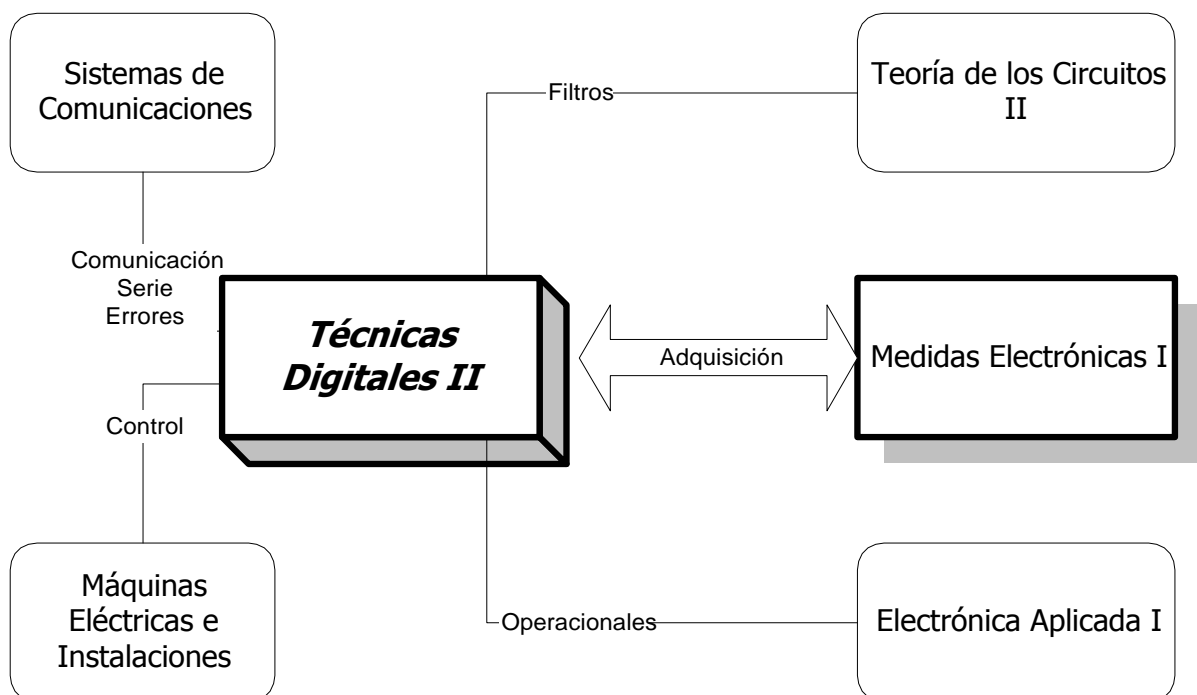 Sistemas de
Comunicaciones
Filtros
Teoría de los Circuitos
II
Comunicación
Serie
Errores
Técnicas
Digitales II
Adquisición
Medidas Electrónicas I
Control
Máquinas
Eléctricas e
Instalaciones
Operacionales
Electrónica Aplicada I